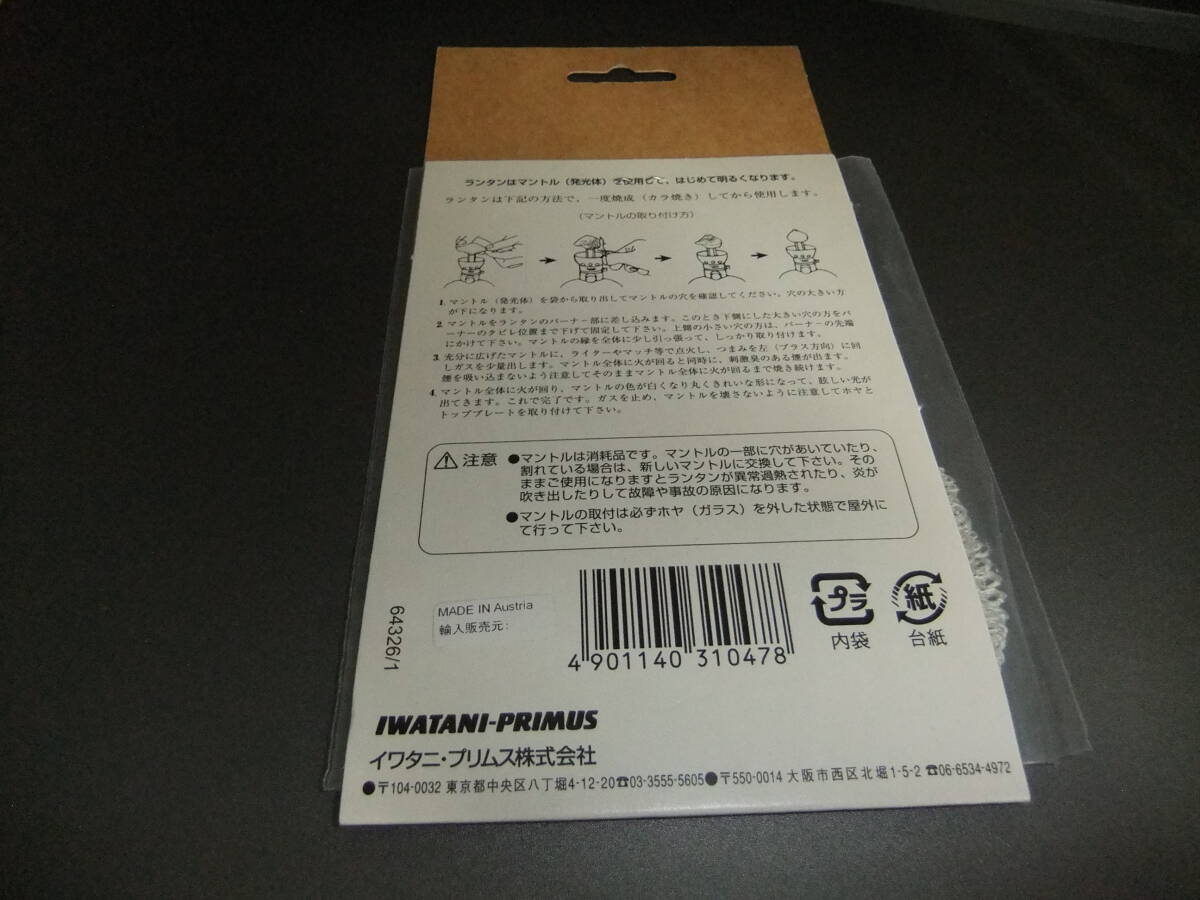 ランタンはマントル（発光体）を使用して、はじめて明るくなります。
ランタンは下記の方法で、一度焼成（カラ焼き）してから使用します。
（マントルの取り付け方）
1. マントル（発光体）を袋から取り出してマントルの穴を確認してください。穴の大きい方
が下になります。
2. マントルをランタンのバーナー部に差し込みます。このとき下側にした大きい穴の方をバ
ーナーのクビレ位置まで下げて固定して下さい。上側の小さい穴の方は、バーナーの先端
にかけて下さい。マントルの縁を全体に少し引っ張って、しっかり取り付けます。
3. 充分に広げたマントルに、ライターやマッチ等で点火し、つまみを左（プラス方向）に回
しガスを少量出します。マントル全体に火が回ると同時に、刺激臭のある煙が出ます。
煙を吸い込まないよう注意してそのままマントル全体に火が回るまで焼き続けます。
4. マントル全体に火が回り、マントルの色が白くなり丸くきれいな形になって、眩しい光が
出てきます。これで完了です。ガスを止め、マントルを壊さないように注意してホヤと
トッププレートを取り付けて下さい。
注意 ●マントルは消耗品です。マントルの一部に穴があいていたり、
割れている場合は、新しいマントルに交換して下さい。その
ままご使用になりますとランタンが異常過熱されたり、炎が
吹き出したりして故障や事故の原因になります。
●マントルの取付は必ずホヤ（ガラス）を外した状態で屋外に
て行って下さい。
64326/1
MADE IN Austria
輸入販売元:
4 901140 310478
プラ
内袋
紙
台紙
IWATANI-PRIMUS
イワタニ・プリムス株式会社
●〒104-0032 東京都中央区八丁堀4-12-20☎03-3555-5605●〒550-0014 大阪市西区北堀1-5-2 ☎06-6534-4972